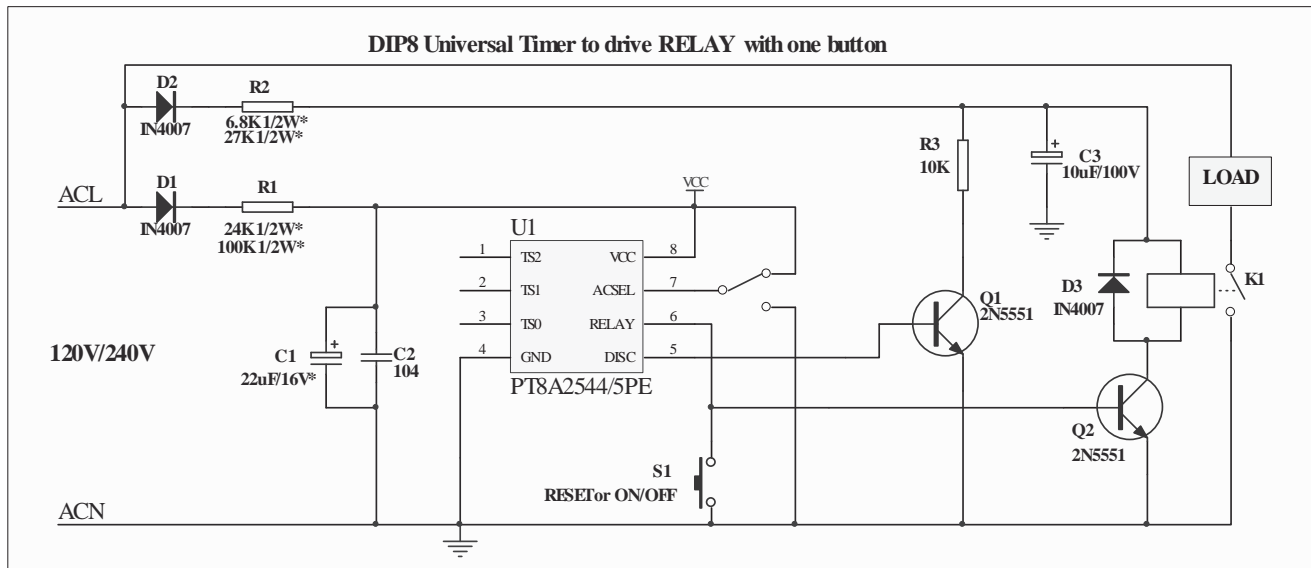 DIP8 Universal Timer to drive RELAY with one button
D2
IN4007
R2
6.8K1/2W*
27K1/2W*
ACL
D1
IN4007
R1
24K1/2W*
100K1/2W*
VCC
R3
10K
C3
+
10uF/100V
LOAD
U1
1 TS2 VCC 8
2 TS1 ACSEL 7
3 TS0 RELAY 6
4 GND DISC 5
PT8A2544/5PE
120V/240V
+
C1
22uF/16V*
C2
104
Q1
2N5551
D3
IN4007
K1
Q2
2N5551
S1
RESETor ON/OFF
ACN